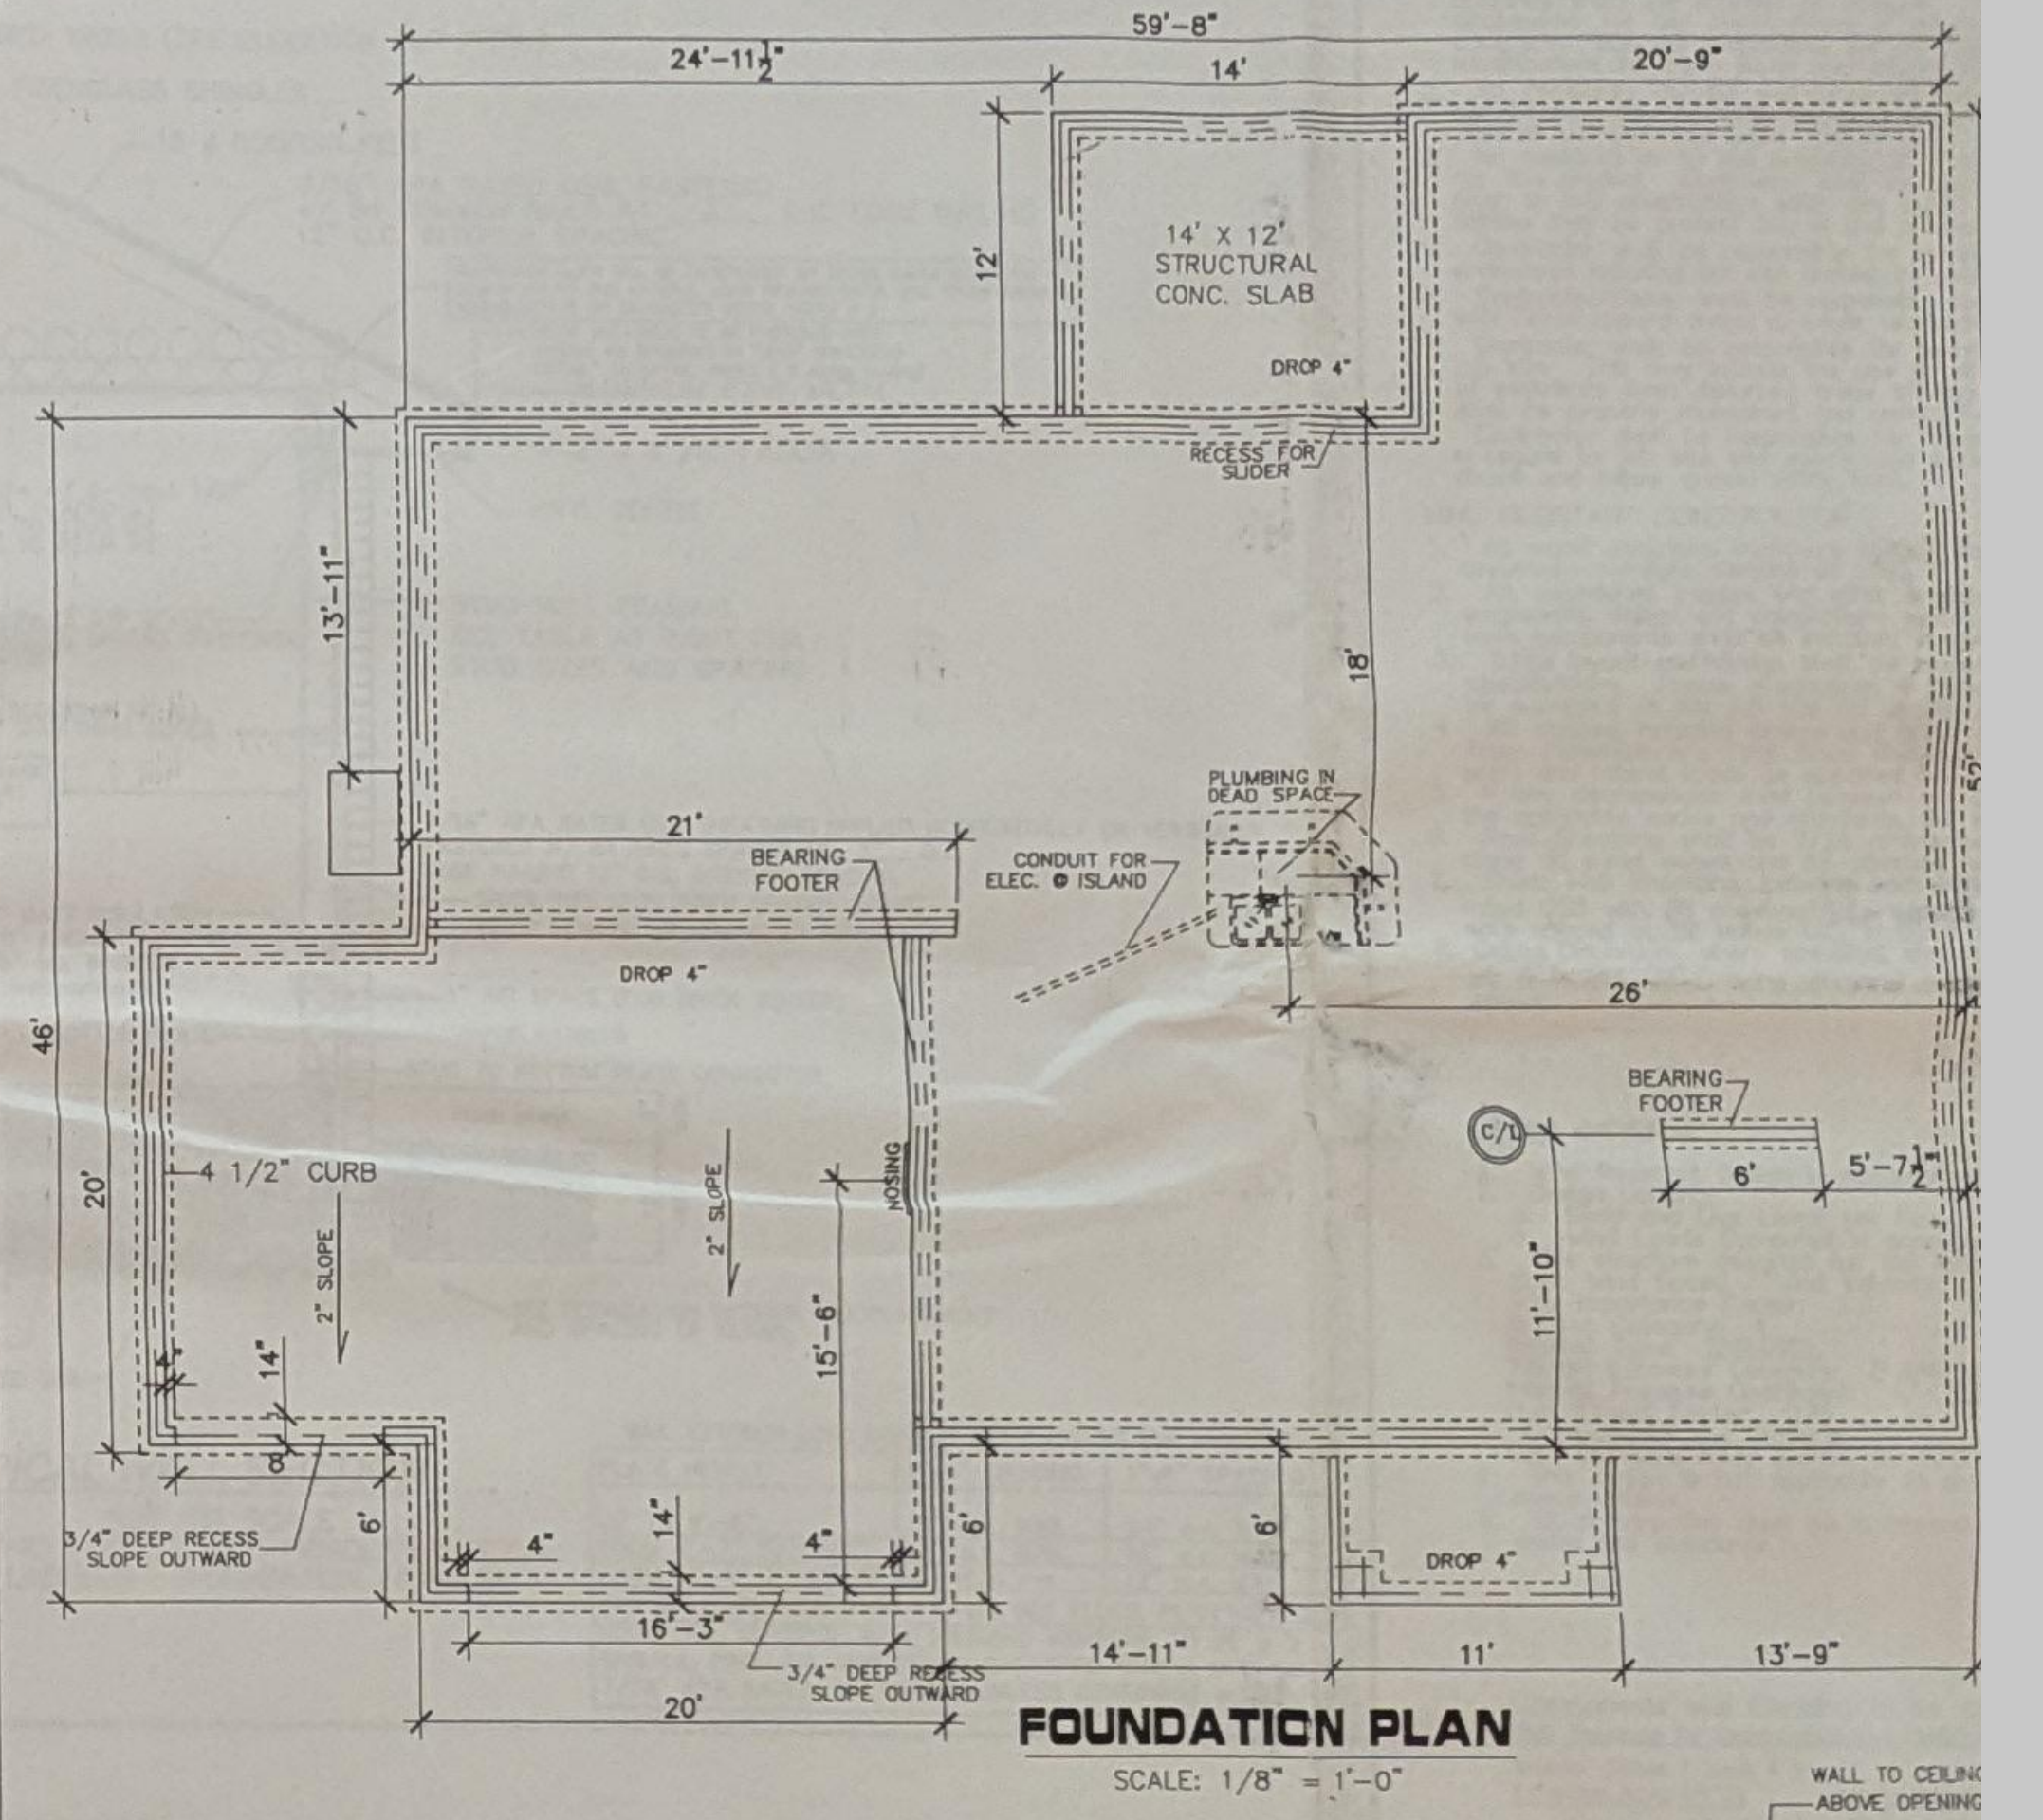 59'-8"
24'-11 1/2"
14'
20'-9"
12'
14' X 12'
STRUCTURAL
CONC. SLAB
DROP 4"
RECESS FOR
SLIDER
13'-11"
18'
52'
PLUMBING IN
DEAD SPACE
21'
BEARING
FOOTER
CONDUIT FOR
ELEC. @ ISLAND
DROP 4"
46'
26'
BEARING
FOOTER
C/L
20'
4 1/2" CURB
NOSING
6'
5'-7 1/2"
2" SLOPE
2" SLOPE
11'-10"
15'-6"
4"
14"
8'
6'
3/4" DEEP RECESS
SLOPE OUTWARD
4"
14"
4"
6'
6'
DROP 4"
16'-3"
3/4" DEEP RECESS
SLOPE OUTWARD
14'-11"
11'
13'-9"
20'
FOUNDATION PLAN
SCALE: 1/8" = 1'-0"
WALL TO CEILING
ABOVE OPENING